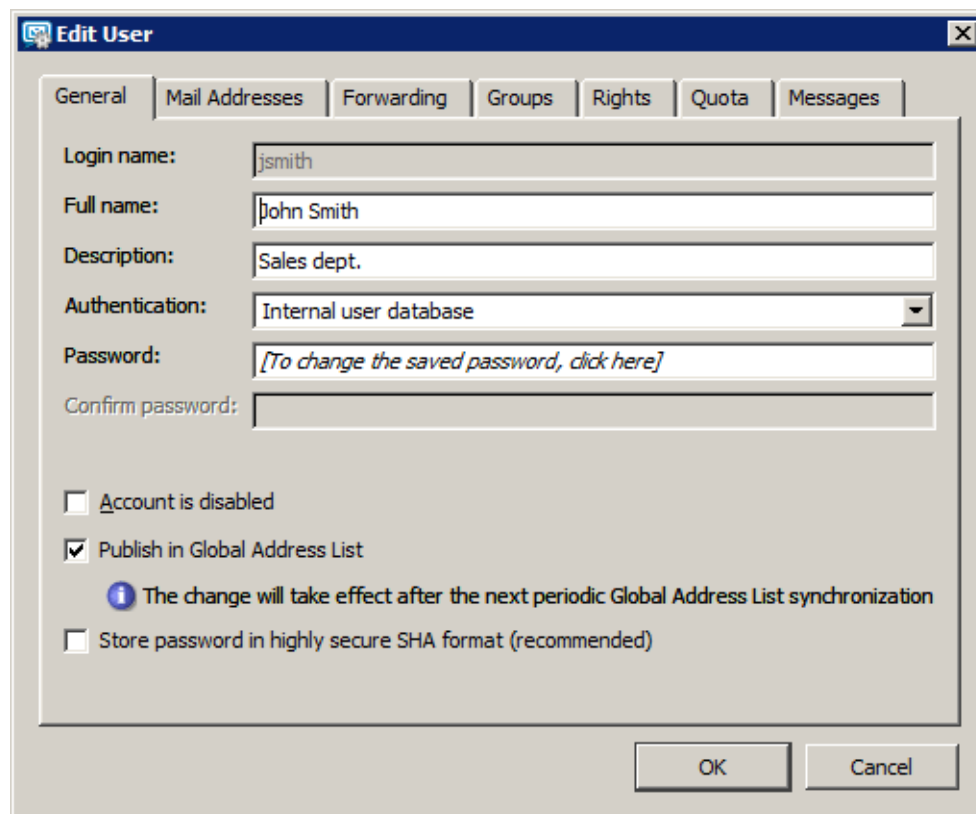 Edit User
General Mail Addresses Forwarding Groups Rights Quota Messages
Login name: jsmith
Full name: John Smith
Description: Sales dept.
Authentication: Internal user database
Password: [To change the saved password, click here]
Confirm password:
Account is disabled
Publish in Global Address List
The change will take effect after the next periodic Global Address List synchronization
Store password in highly secure SHA format (recommended)
OK Cancel